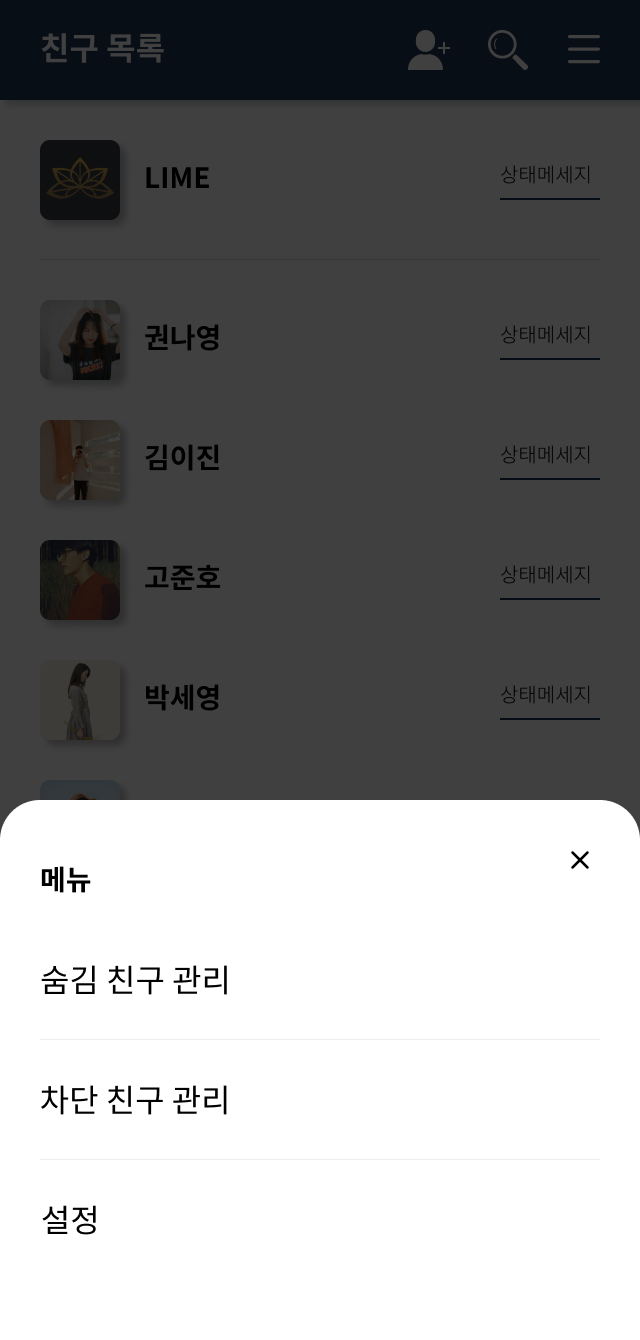 친구 목록
LIME
상태메세지
권나영
상태메세지
김이진
상태메세지
고준호
상태메세지
박세영
상태메세지
메뉴
숨김 친구 관리
차단 친구 관리
설정